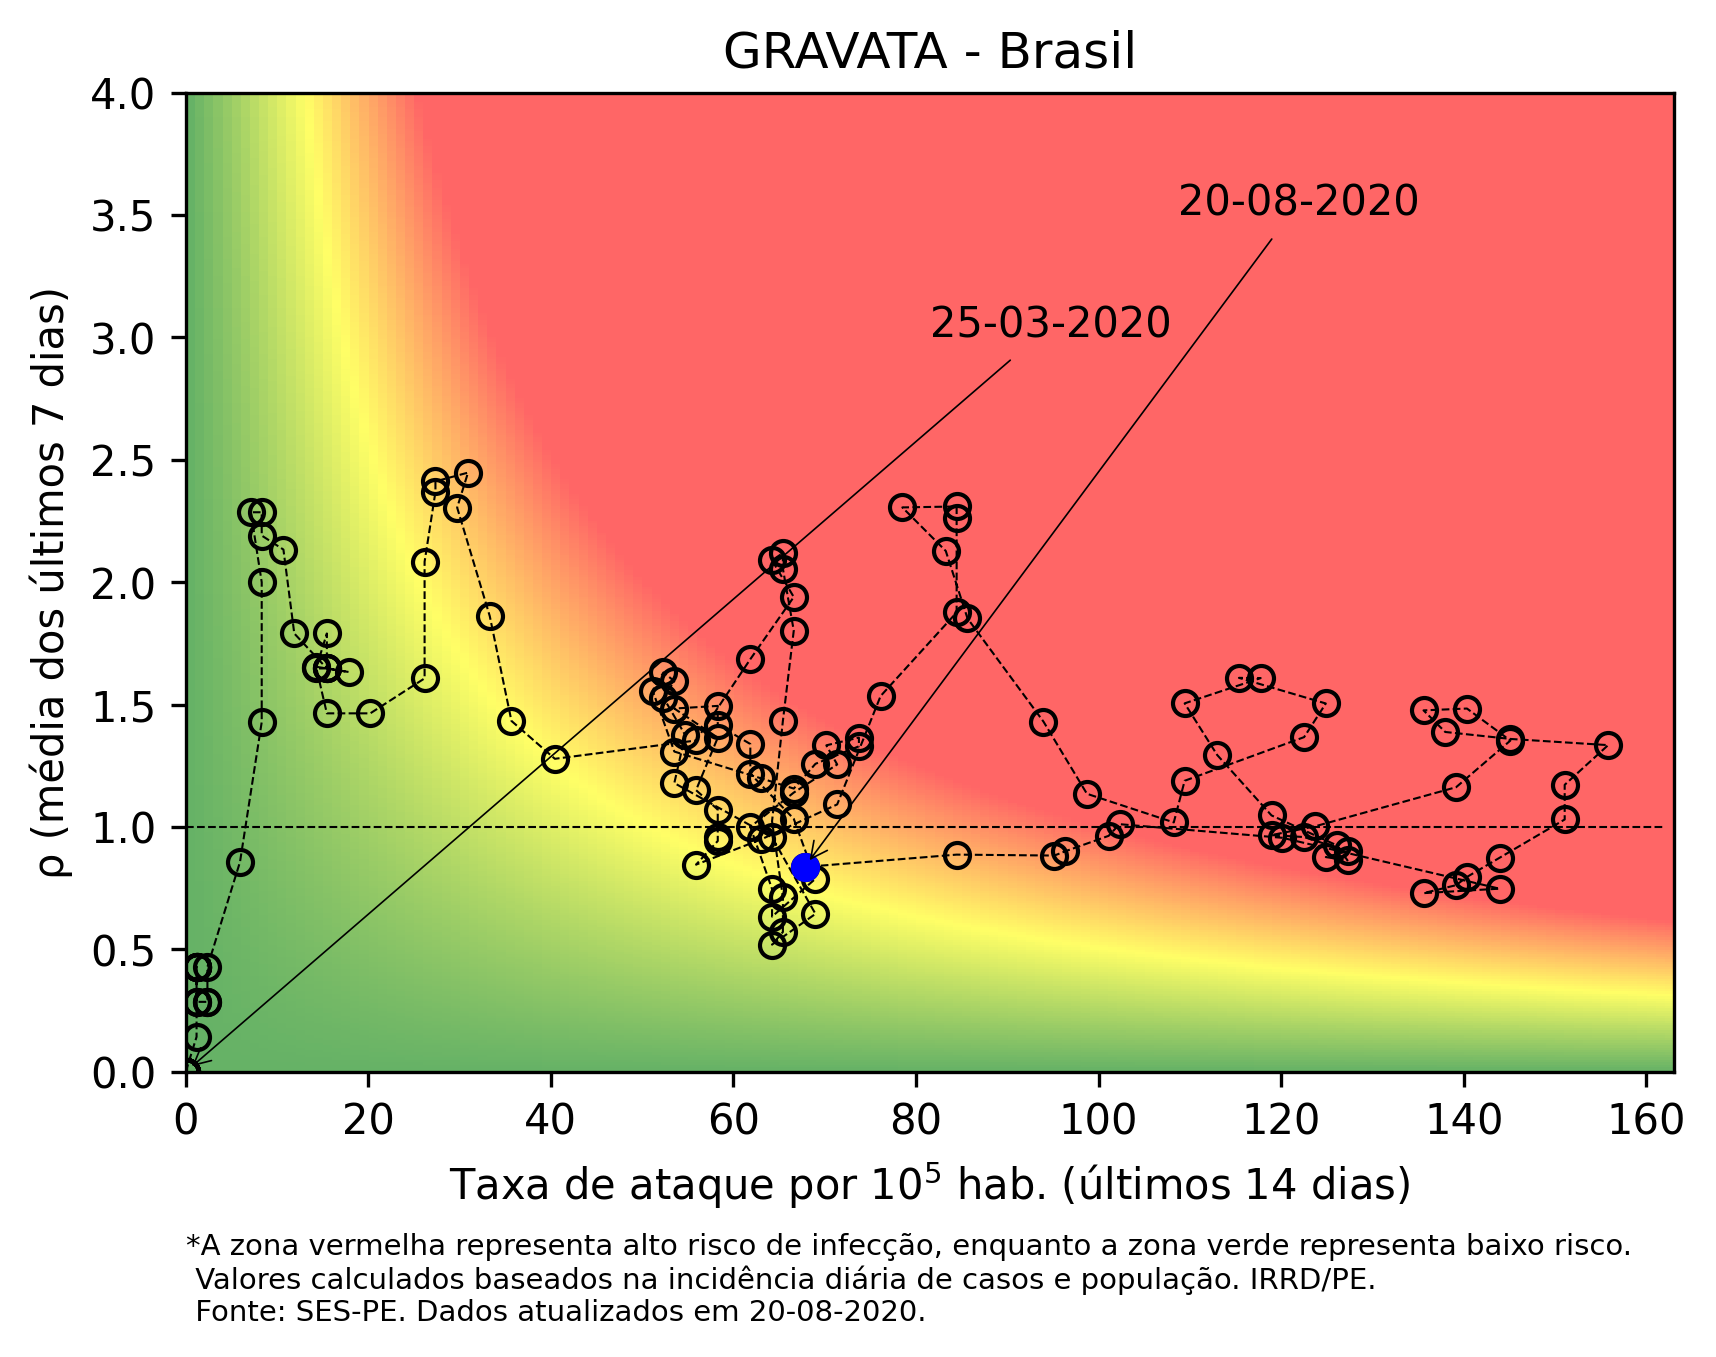 GRAVATA - Brasil
4.0
3.5
3.0
2.5
2.0
1.5
1.0
0.5
0.0
ρ (média dos últimos 7 dias)
20-08-2020
25-03-2020
0 20 40 60 80 100 120 140 160
Taxa de ataque por 10⁵ hab. (últimos 14 dias)
*A zona vermelha representa alto risco de infecção, enquanto a zona verde representa baixo risco.
Valores calculados baseados na incidência diária de casos e população. IRRD/PE.
Fonte: SES-PE. Dados atualizados em 20-08-2020.